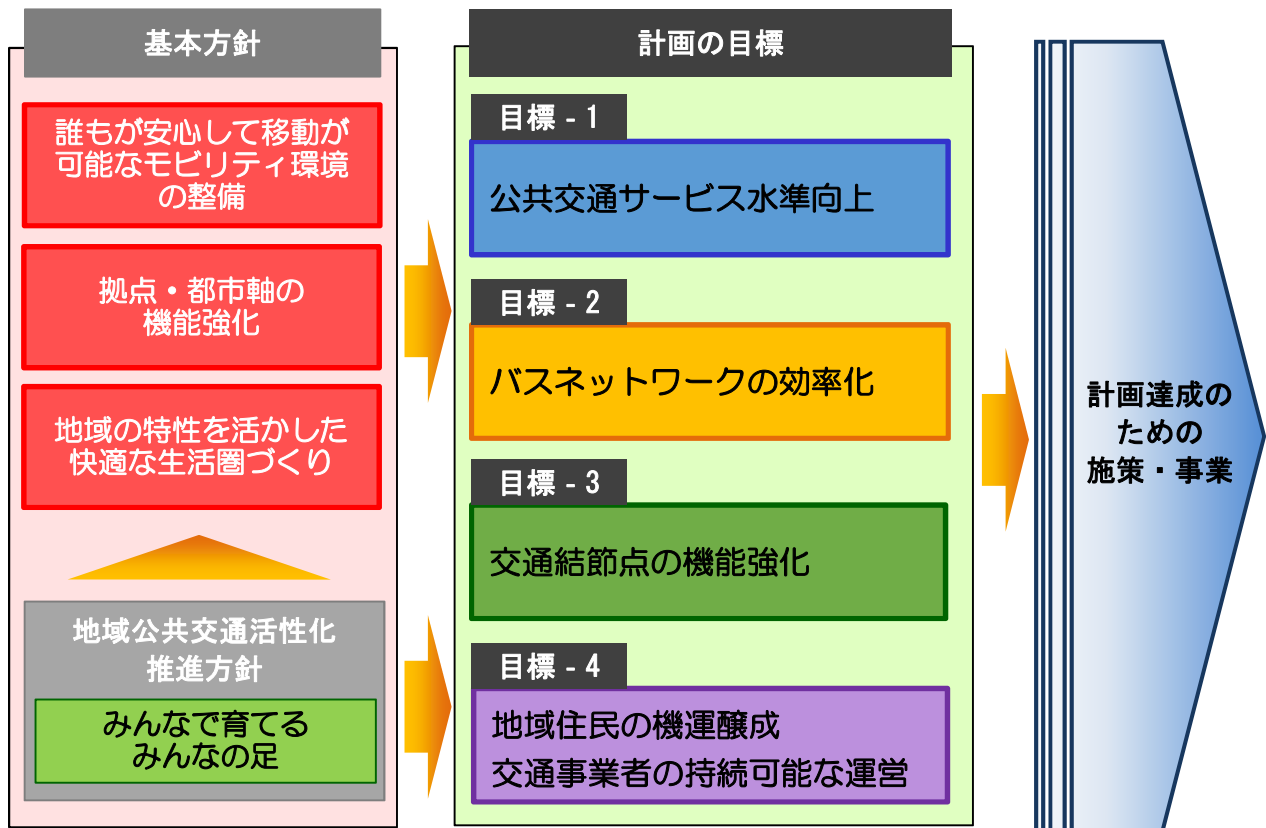 基本方針
誰もが安心して移動が
可能なモビリティ環境
の整備
拠点・都市軸の
機能強化
地域の特性を活かした
快適な生活圏づくり
地域公共交通活性化
推進方針
みんなで育てる
みんなの足
計画の目標
目標 - 1
公共交通サービス水準向上
目標 - 2
バスネットワークの効率化
目標 - 3
交通結節点の機能強化
目標 - 4
地域住民の機運醸成
交通事業者の持続可能な運営
計画達成の
ための
施策・事業